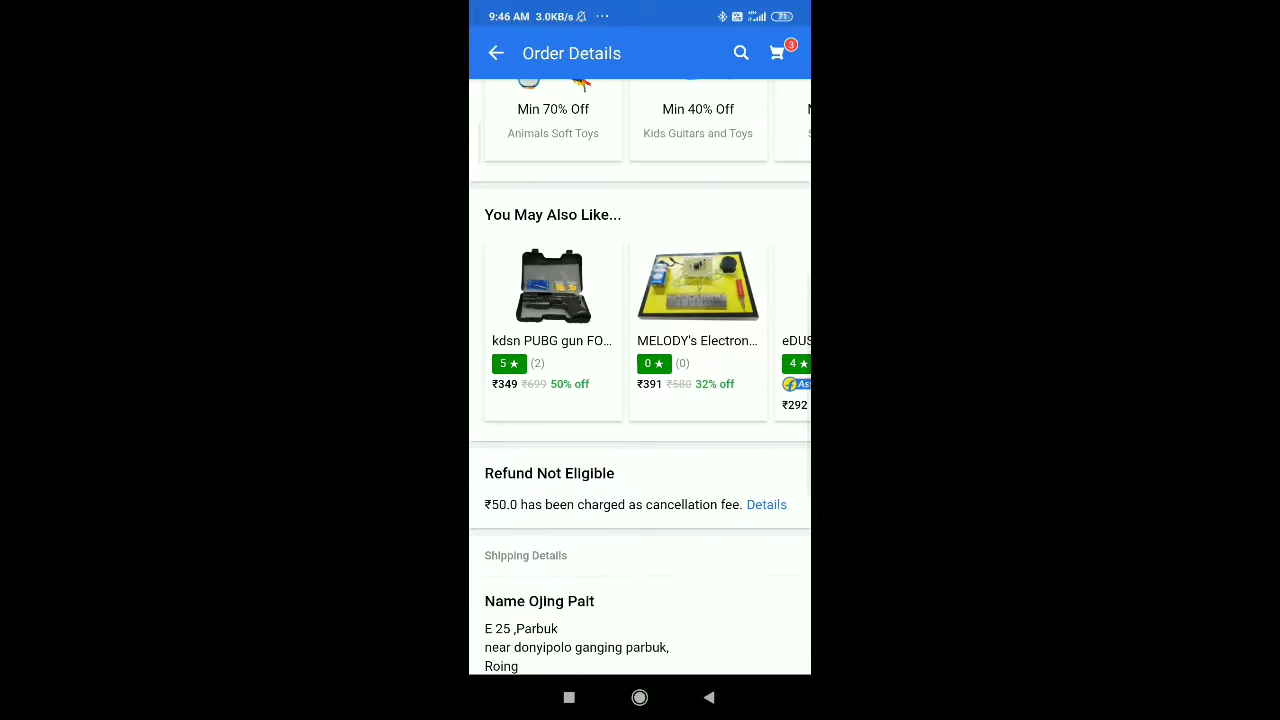 9:46 AM 3.0KB/s ... 71
Order Details 3
Min 70% Off Min 40% Off
Animals Soft Toys Kids Guitars and Toys
You May Also Like...
kdsn PUBG gun FO... MELODY's Electron... eDUS
5 ★ (2) 0 ★ (0) 4 ★
₹349 ₹699 50% off ₹391 ₹580 32% off
₹292
Refund Not Eligible
₹50.0 has been charged as cancellation fee. Details
Shipping Details
Name Ojing Palt
E 25 ,Parbuk
near donyipolo ganging parbuk,
Roing